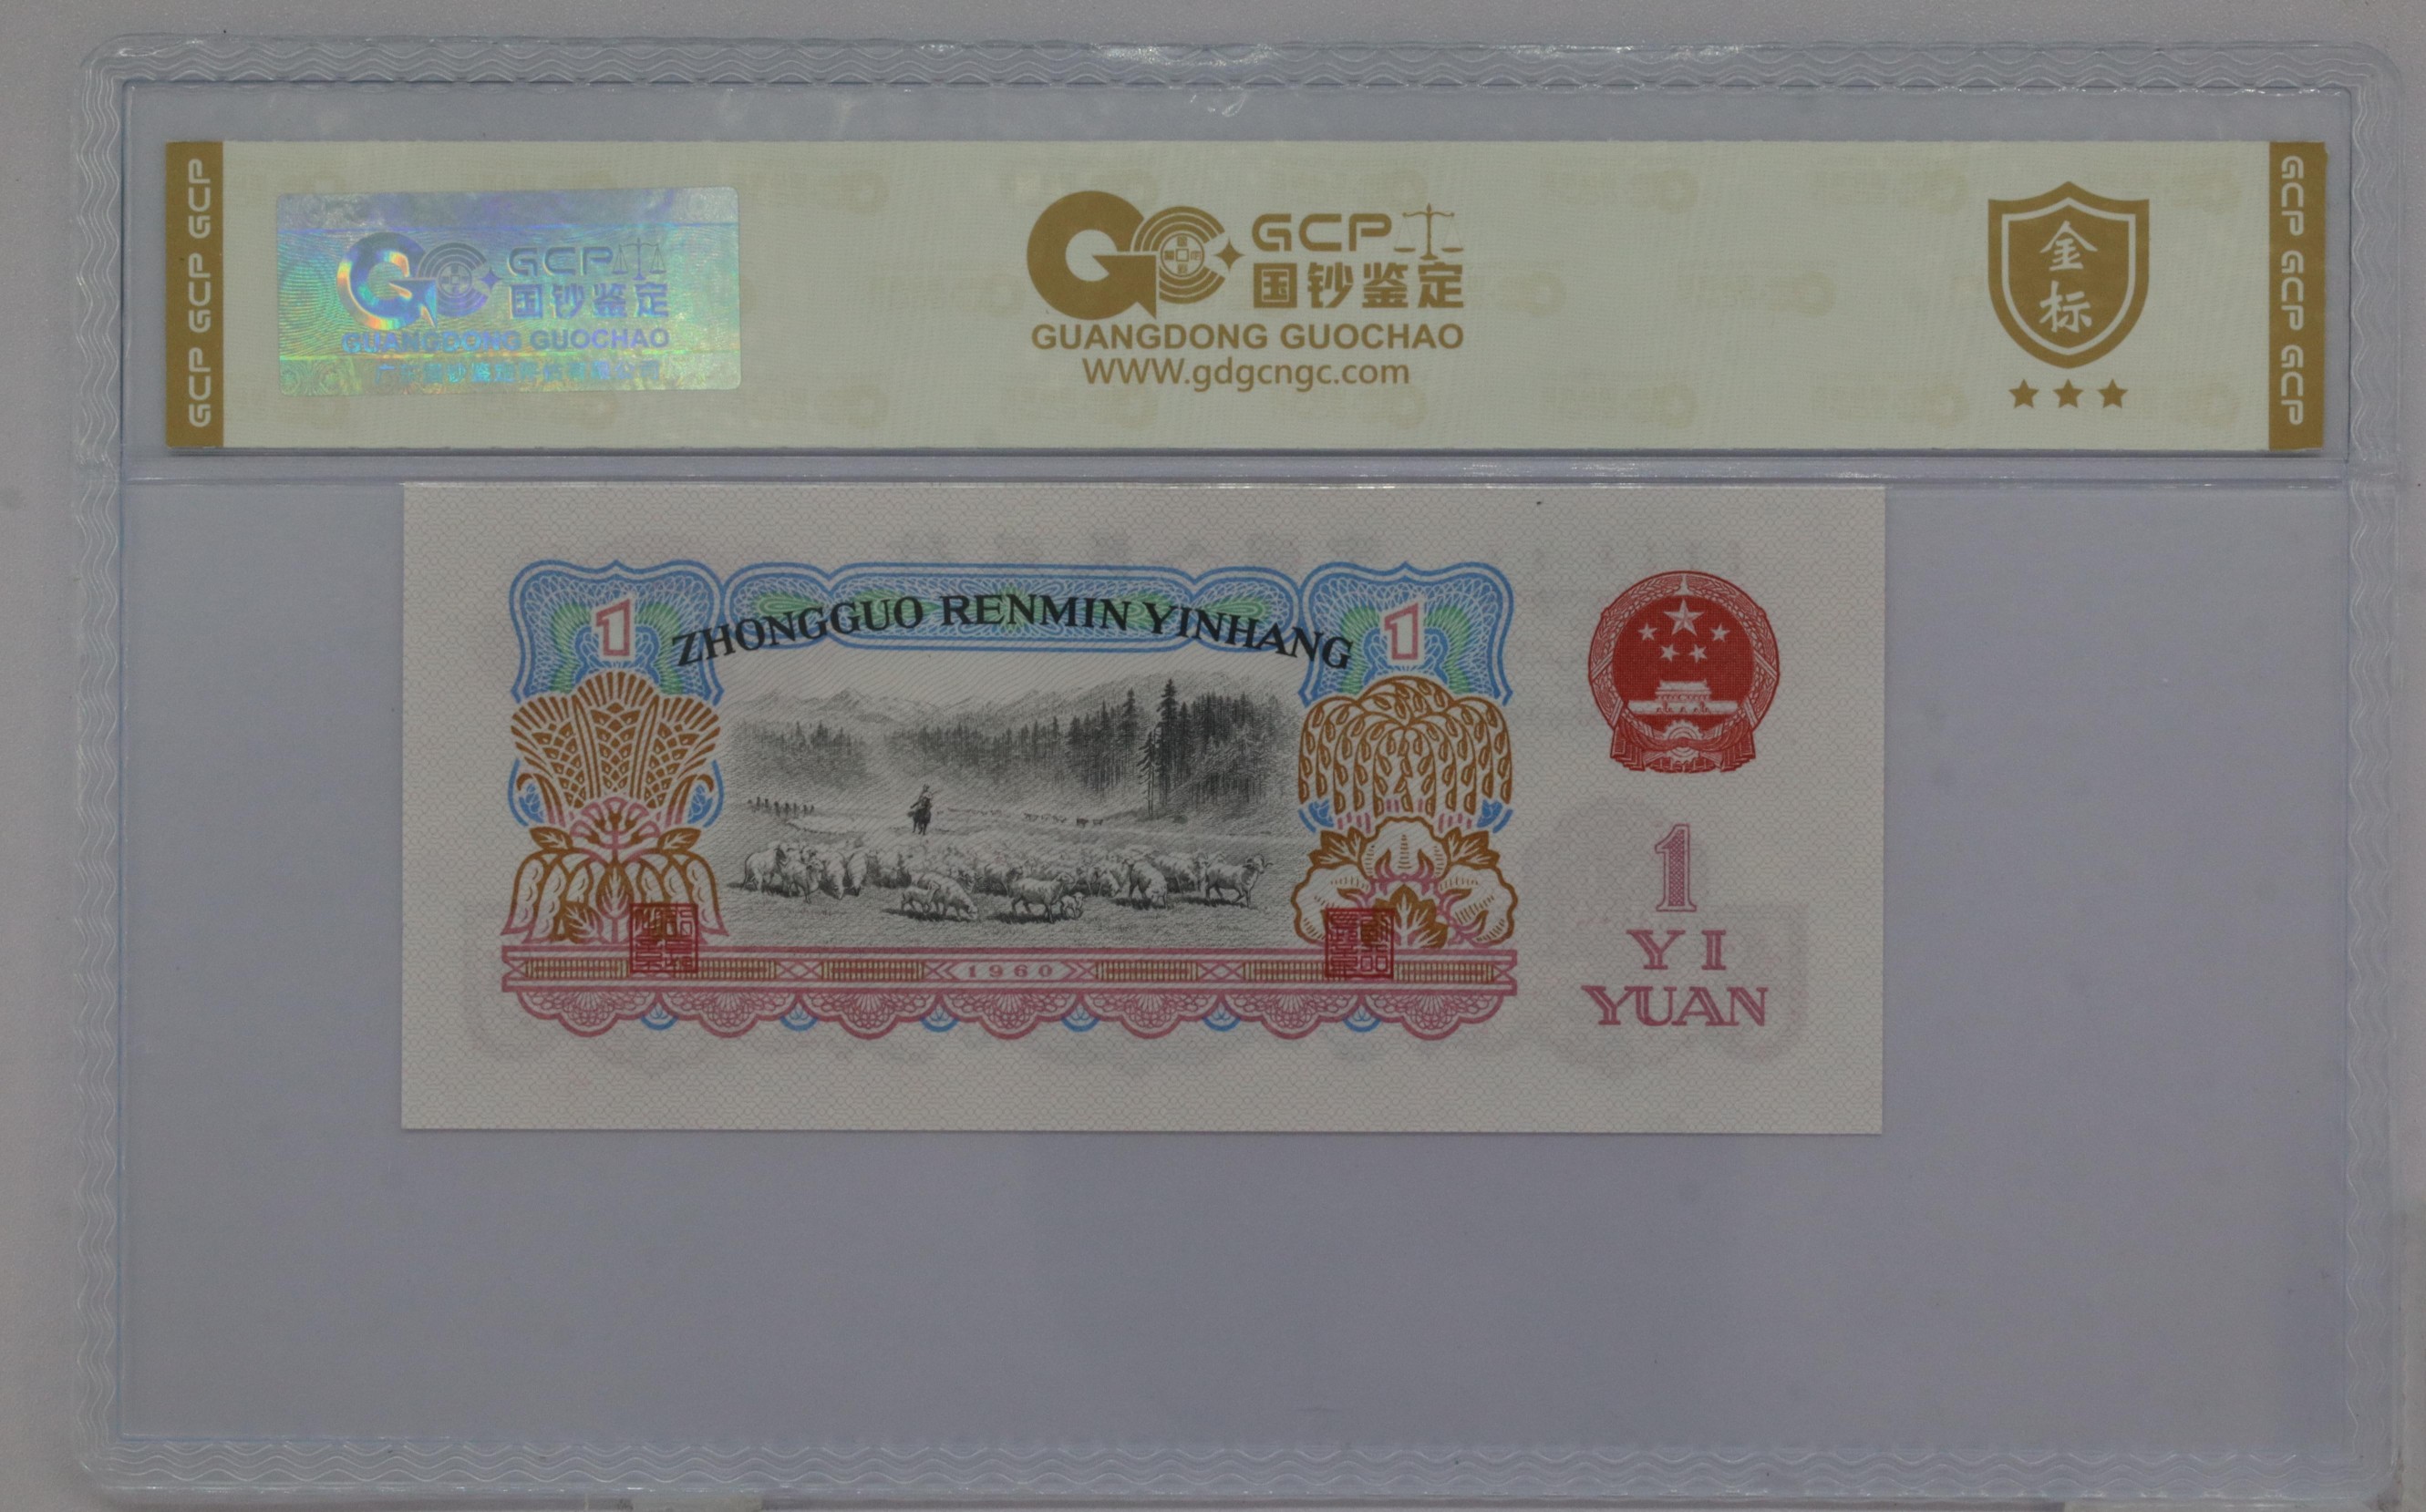 GCP GCP GCP
GCP
国钞鉴定
GUANGDONG GUOCHAO
GCP
国钞鉴定
GUANGDONG GUOCHAO
www.gdgcngc.com
金标
GCP GCP GCP
ZHONGGUO RENMIN YINHANG
1
1
1960
1
YI
YUAN